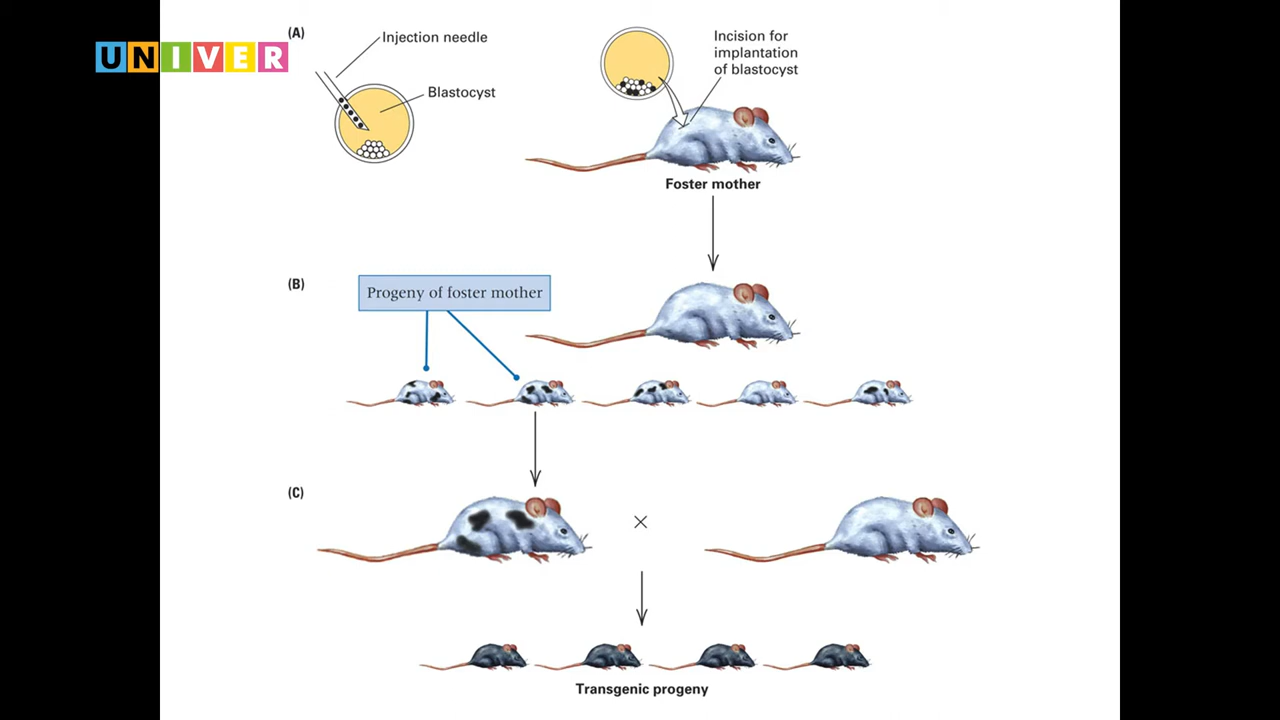 (A)
UNIVER
Injection needle
Blastocyst
Incision for
implantation
of blastocyst
Foster mother
(B)
Progeny of foster mother
(C)
×
Transgenic progeny